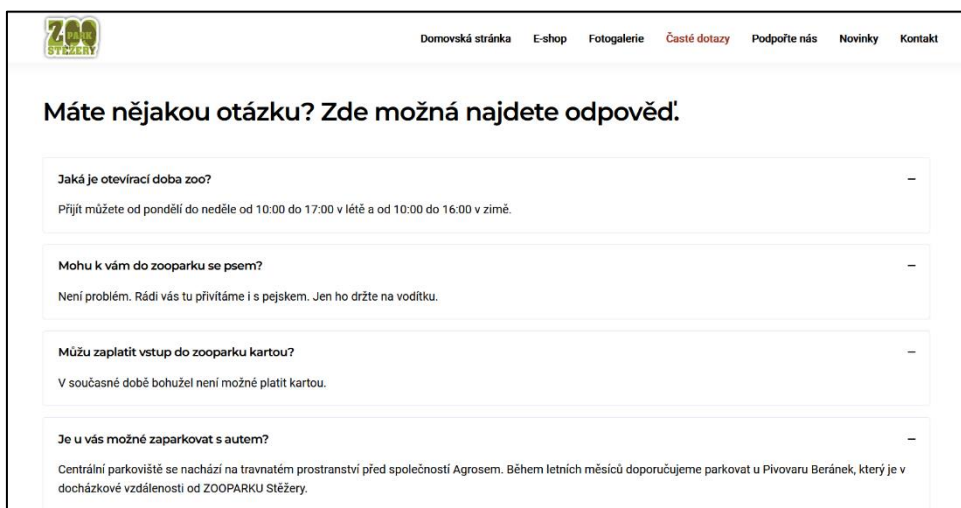 ZOO
PARK
STĚŽERY
Domovská stránka E-shop Fotogalerie Časté dotazy Podpořte nás Novinky Kontakt
Máte nějakou otázku? Zde možná najdete odpověď.
Jaká je otevírací doba zoo?
Přijít můžete od pondělí do neděle od 10:00 do 17:00 v létě a od 10:00 do 16:00 v zimě.
Mohu k vám do zooparku se psem?
Není problém. Rádi vás tu přivítáme i s pejskem. Jen ho držte na vodítku.
Můžu zaplatit vstup do zooparku kartou?
V současné době bohužel není možné platit kartou.
Je u vás možné zaparkovat s autem?
Centrální parkoviště se nachází na travnatém prostranství před společností Agrosem. Během letních měsíců doporučujeme parkovat u Pivovaru Beránek, který je v
docházkové vzdálenosti od ZOOPARKU Stěžery.